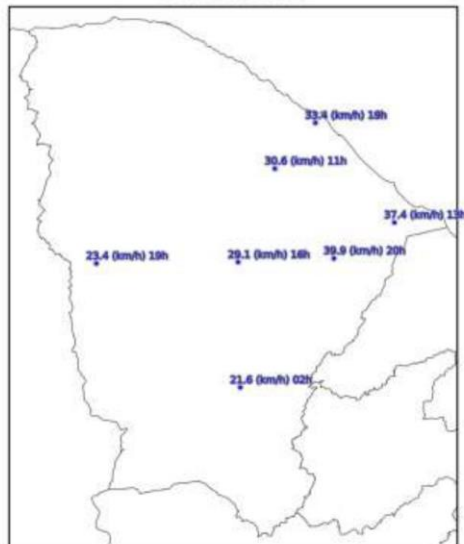 33.4 (km/h) 18h
30.6 (km/h) 11h
37.4 (km/h) 13h
39.9 (km/h) 20h
23.4 (km/h) 19h
29.1 (km/h) 16h
21.6 (km/h) 02h